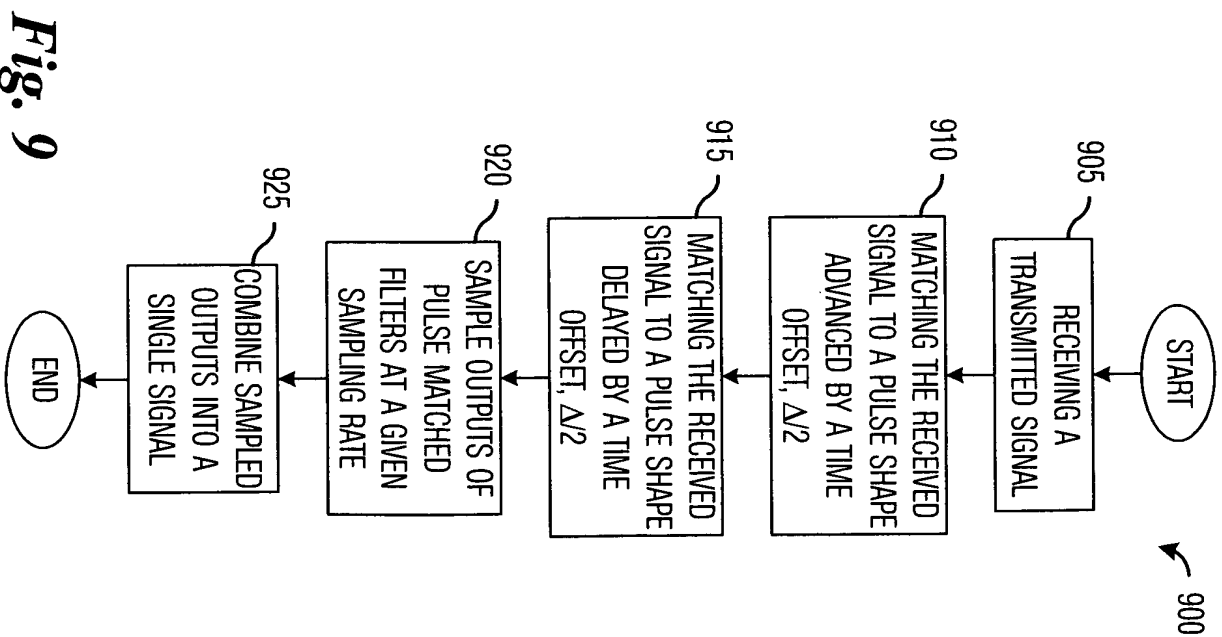 900
START
905
RECEIVING A
TRANSMITTED SIGNAL
910
MATCHING THE RECEIVED
SIGNAL TO A PULSE SHAPE
ADVANCED BY A TIME
OFFSET, Δ/2
915
MATCHING THE RECEIVED
SIGNAL TO A PULSE SHAPE
DELAYED BY A TIME
OFFSET, Δ/2
920
SAMPLE OUTPUTS OF
PULSE MATCHED
FILTERS AT A GIVEN
SAMPLING RATE
925
COMBINE SAMPLED
OUTPUTS INTO A
SINGLE SIGNAL
END
Fig. 9